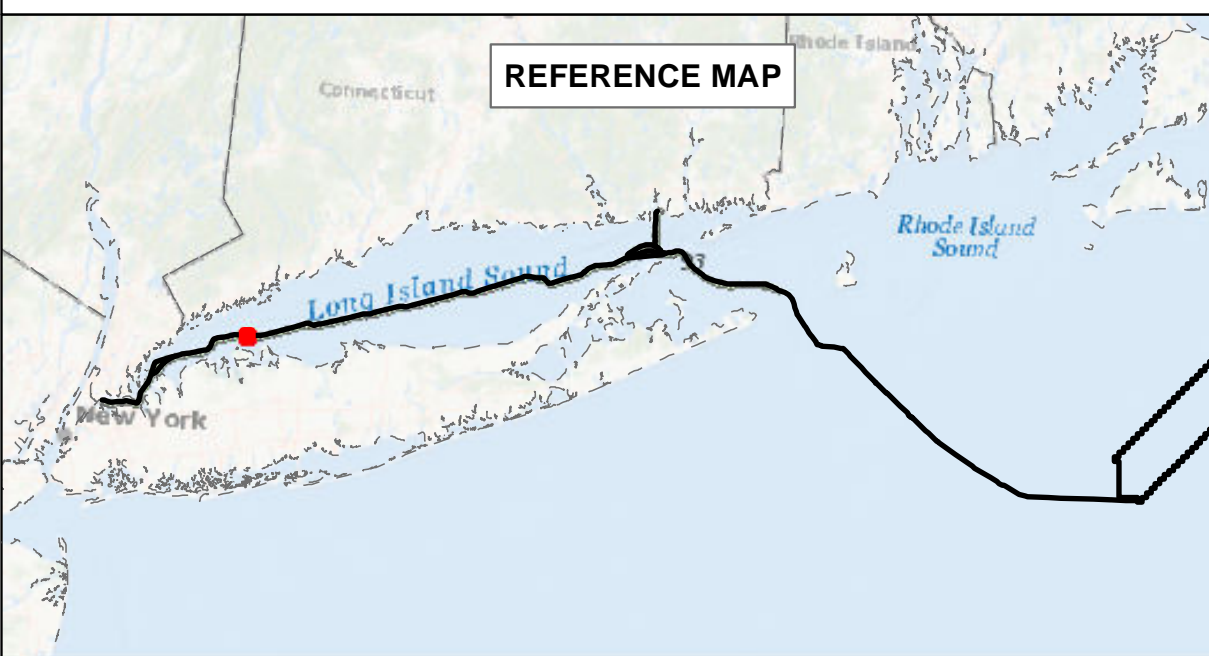 Rhode Island
REFERENCE MAP
Connecticut
Rhode Island
Sound
Long Island Sound
New York